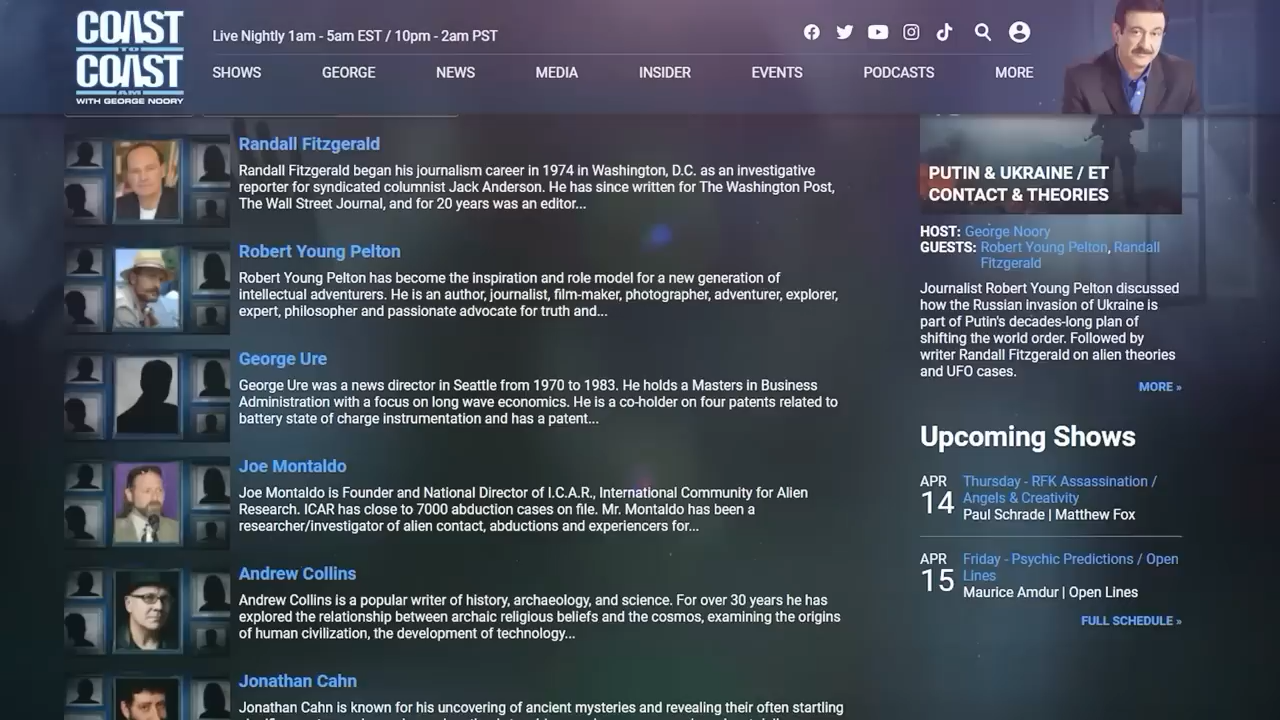 COAST
TO
COAST
AM
WITH GEORGE NOORY
Live Nightly 1am - 5am EST / 10pm - 2am PST
SHOWS GEORGE NEWS MEDIA INSIDER EVENTS PODCASTS MORE
Randall Fitzgerald
Randall Fitzgerald began his journalism career in 1974 in Washington, D.C. as an investigative
reporter for syndicated columnist Jack Anderson. He has since written for The Washington Post,
The Wall Street Journal, and for 20 years was an editor...
Robert Young Pelton
Robert Young Pelton has become the inspiration and role model for a new generation of
intellectual adventurers. He is an author, journalist, film-maker, photographer, adventurer, explorer,
expert, philosopher and passionate advocate for truth and...
George Ure
George Ure was a news director in Seattle from 1970 to 1983. He holds a Masters in Business
Administration with a focus on long wave economics. He is a co-holder on four patents related to
battery state of charge instrumentation and has a patent...
Joe Montaldo
Joe Montaldo is Founder and National Director of I.C.A.R., International Community for Alien
Research. ICAR has close to 7000 abduction cases on file. Mr. Montaldo has been a
researcher/investigator of alien contact, abductions and experiencers for...
Andrew Collins
Andrew Collins is a popular writer of history, archaeology, and science. For over 30 years he has
explored the relationship between archaic religious beliefs and the cosmos, examining the origins
of human civilization, the development of technology...
Jonathan Cahn
Jonathan Cahn is known for his uncovering of ancient mysteries and revealing their often startling
PUTIN & UKRAINE / ET
CONTACT & THEORIES
HOST: George Noory
GUESTS: Robert Young Pelton, Randall
Fitzgerald
Journalist Robert Young Pelton discussed
how the Russian invasion of Ukraine is
part of Putin's decades-long plan of
shifting the world order. Followed by
writer Randall Fitzgerald on alien theories
and UFO cases.
MORE »
Upcoming Shows
APR
14
Thursday - RFK Assassination /
Angels & Creativity
Paul Schrade | Matthew Fox
APR
15
Friday - Psychic Predictions / Open
Lines
Maurice Amdur | Open Lines
FULL SCHEDULE »